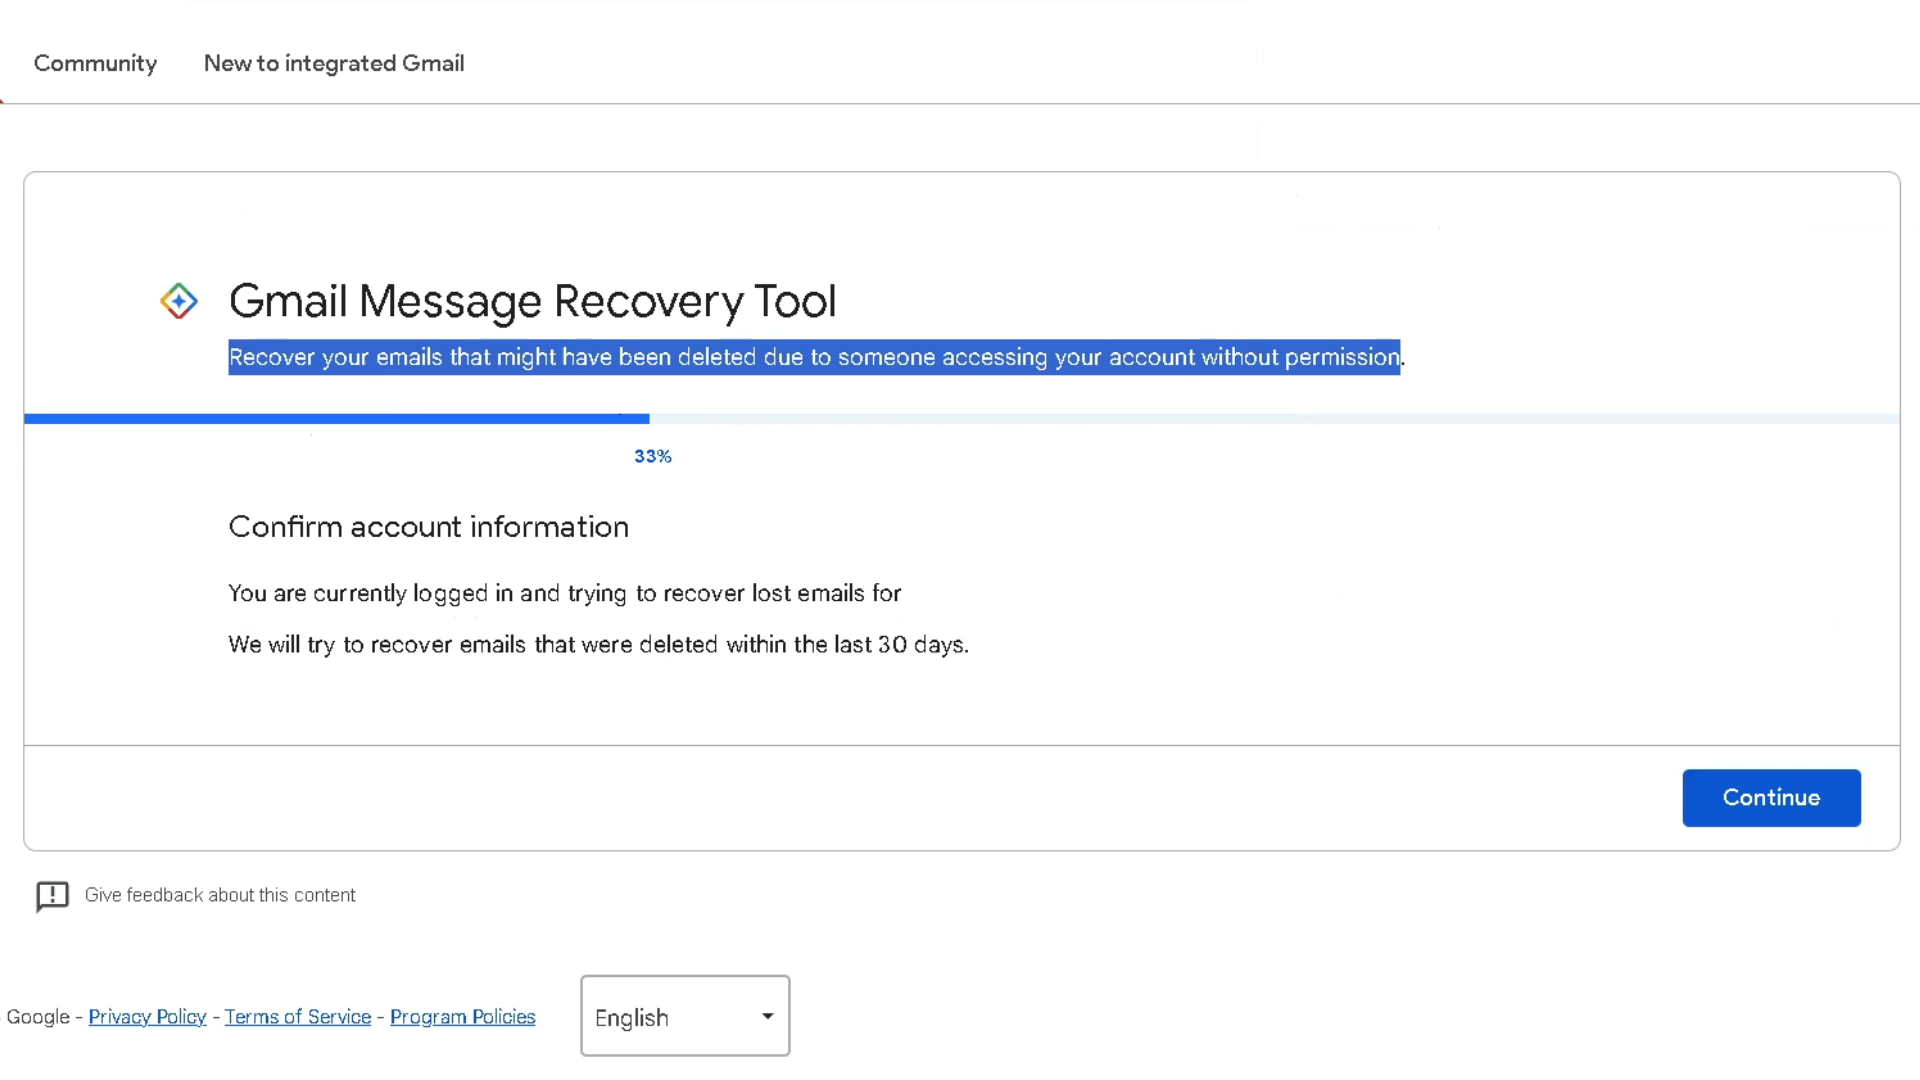 Community New to integrated Gmail
Gmail Message Recovery Tool
Recover your emails that might have been deleted due to someone accessing your account without permission.
33%
Confirm account information
You are currently logged in and trying to recover lost emails for
We will try to recover emails that were deleted within the last 30 days.
Continue
Give feedback about this content
Google - Privacy Policy - Terms of Service - Program Policies English